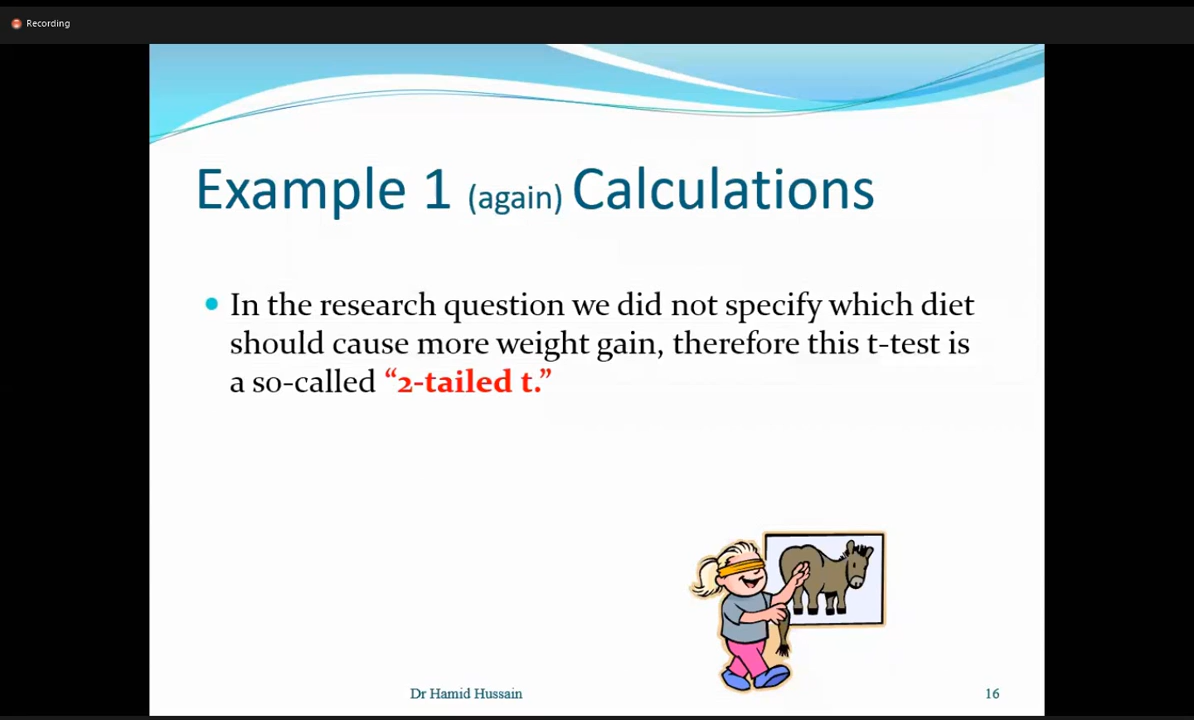 Recording
Example 1 (again) Calculations
In the research question we did not specify which diet
should cause more weight gain, therefore this t-test is
a so-called “2-tailed t.”
Dr Hamid Hussain
16